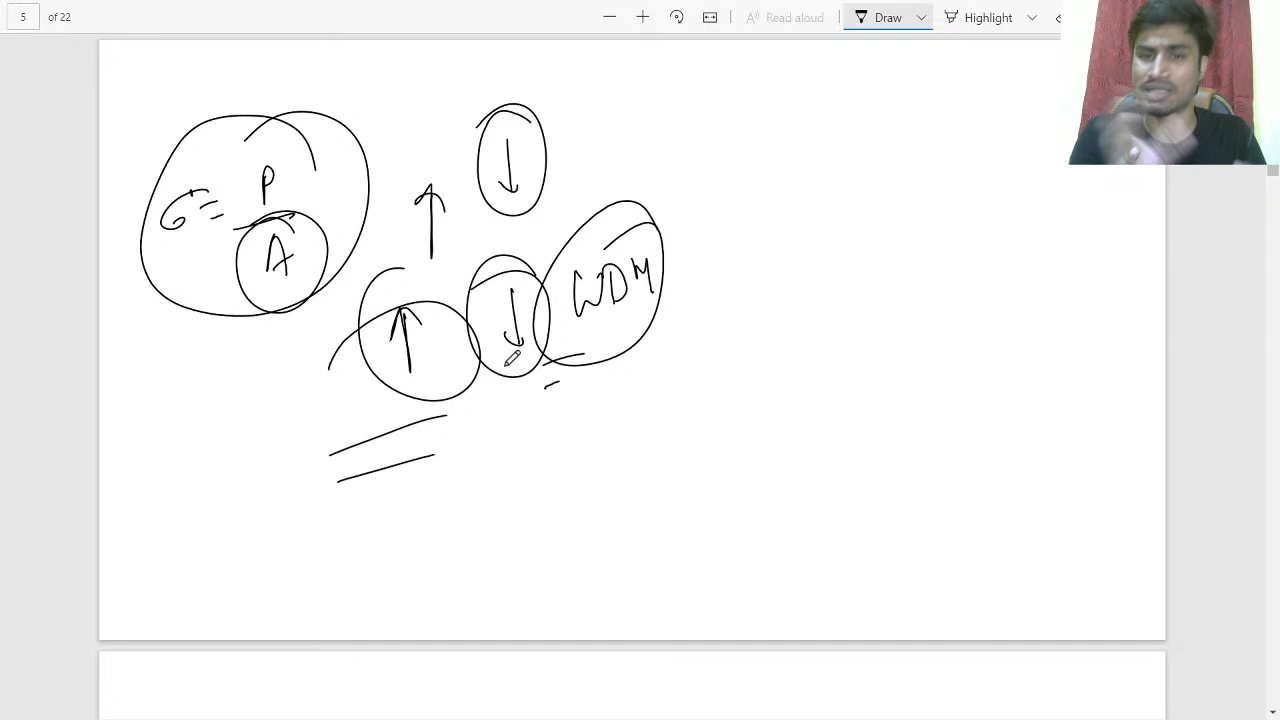 5 of 22 Read aloud Draw Highlight
σ = P
A
WDM